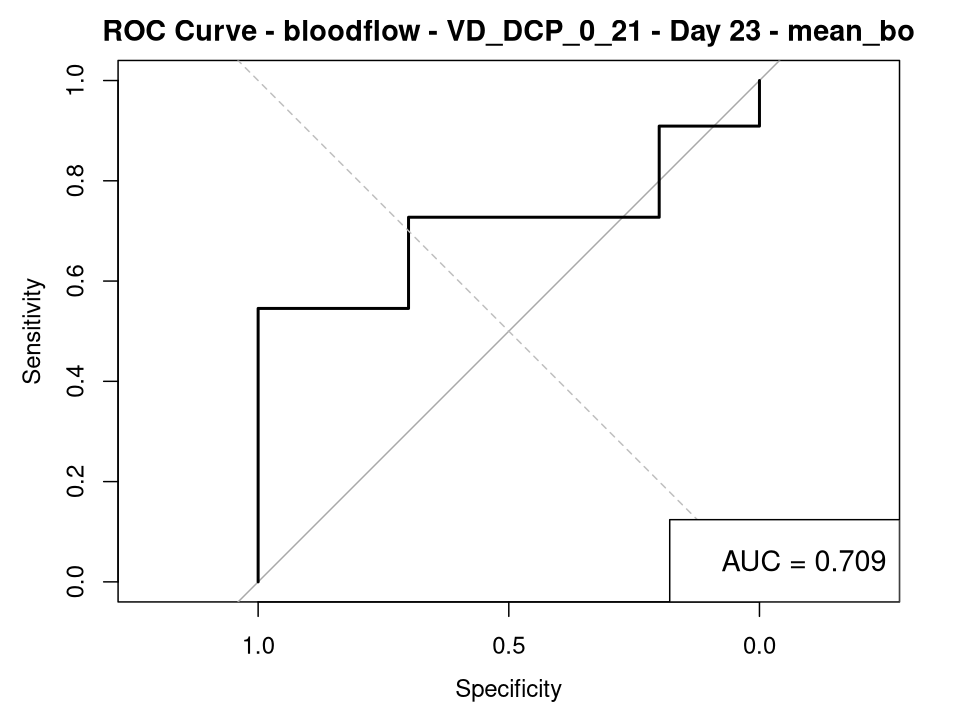 ROC Curve - bloodflow - VD_DCP_0_21 - Day 23 - mean_bo
1.0
0.8
0.6
0.4
0.2
0.0
Sensitivity
AUC = 0.709
1.0 0.5 0.0
Specificity